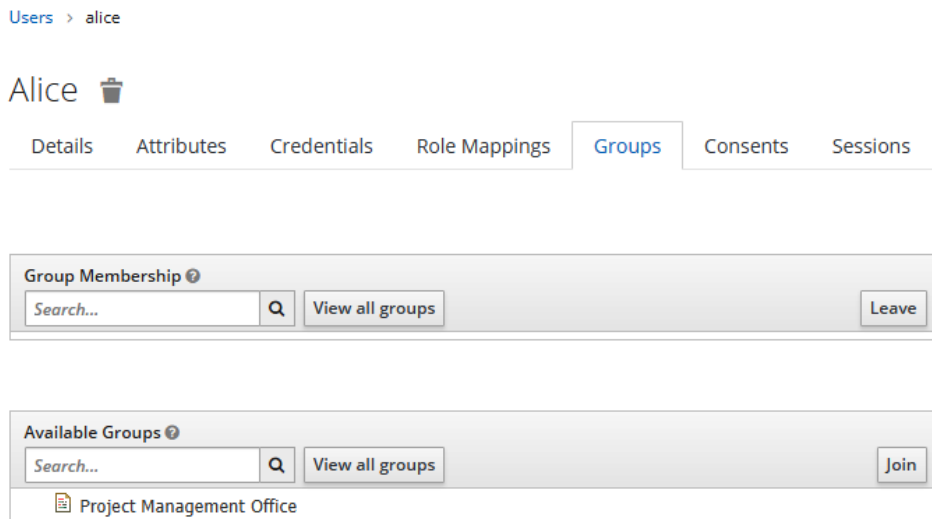 Users > alice
Alice
Details Attributes Credentials Role Mappings Groups Consents Sessions
Group Membership
Search... View all groups Leave
Available Groups
Search... View all groups Join
Project Management Office